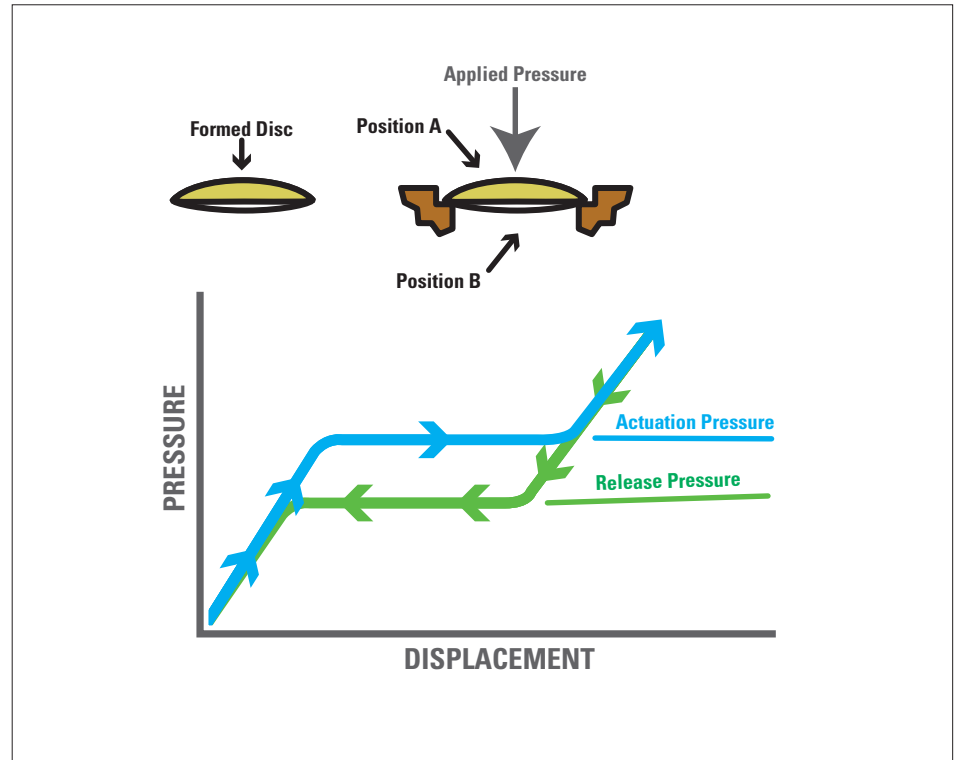 Applied Pressure
Formed Disc
Position A
Position B
PRESSURE
Actuation Pressure
Release Pressure
DISPLACEMENT